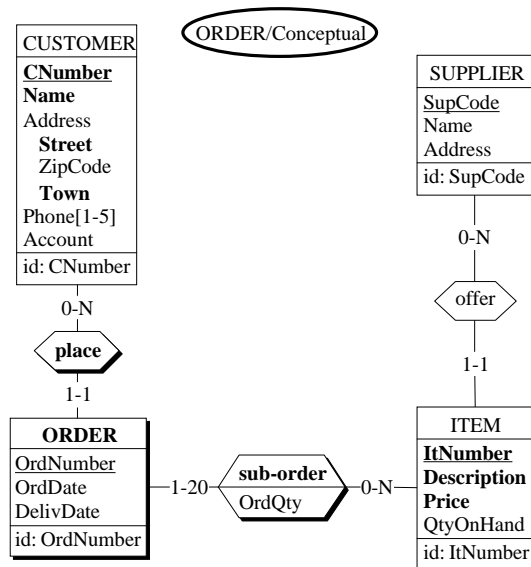 ORDER/Conceptual
CUSTOMER
CNumber
Name
Address
Street
ZipCode
Town
Phone[1-5]
Account
id: CNumber
SUPPLIER
SupCode
Name
Address
id: SupCode
0-N
place
1-1
0-N
offer
1-1
ORDER
OrdNumber
OrdDate
DelivDate
id: OrdNumber
1-20
sub-order
OrdQty
0-N
ITEM
ItNumber
Description
Price
QtyOnHand
id: ItNumber